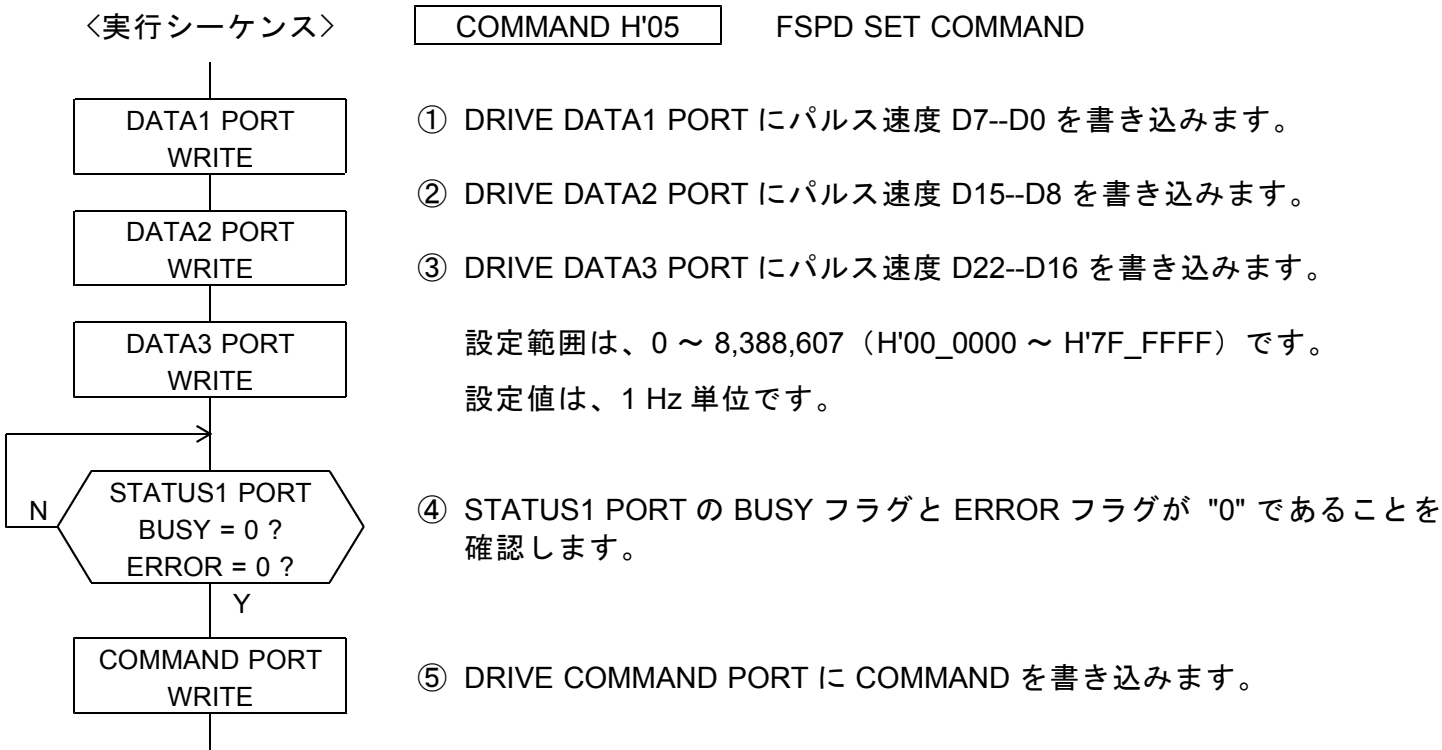 〈実行シーケンス〉 COMMAND H'05 FSPD SET COMMAND
DATA1 PORT
WRITE
① DRIVE DATA1 PORT にパルス速度 D7--D0 を書き込みます。
DATA2 PORT
WRITE
② DRIVE DATA2 PORT にパルス速度 D15--D8 を書き込みます。
DATA3 PORT
WRITE
③ DRIVE DATA3 PORT にパルス速度 D22--D16 を書き込みます。
設定範囲は、0 ～ 8,388,607（H'00_0000 ～ H'7F_FFFF）です。
設定値は、1 Hz 単位です。
N
STATUS1 PORT
BUSY = 0 ?
ERROR = 0 ?
Y
④ STATUS1 PORT の BUSY フラグと ERROR フラグが "0" であることを
確認します。
COMMAND PORT
WRITE
⑤ DRIVE COMMAND PORT に COMMAND を書き込みます。